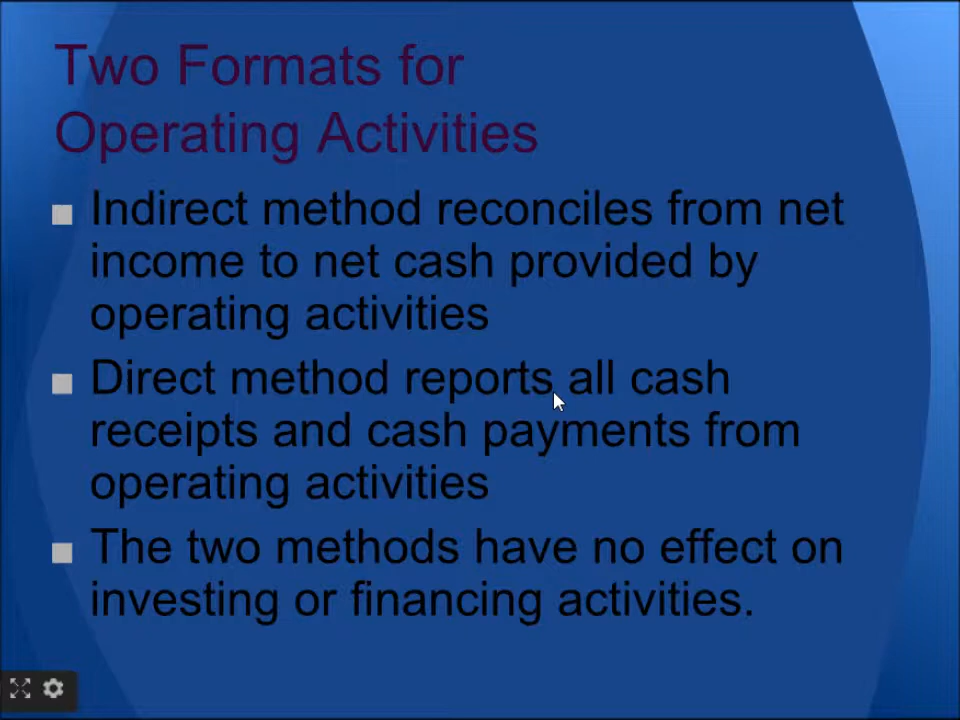 Two Formats for
Operating Activities
Indirect method reconciles from net
income to net cash provided by
operating activities
Direct method reports all cash
receipts and cash payments from
operating activities
The two methods have no effect on
investing or financing activities.